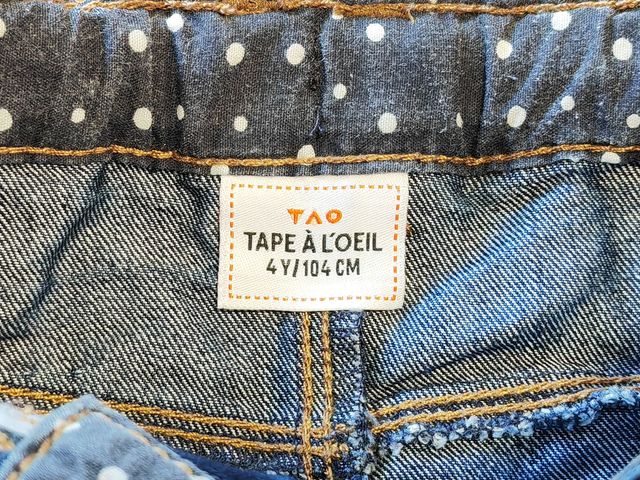 TAO
TAPE À L'OEIL
4Y/104 CM